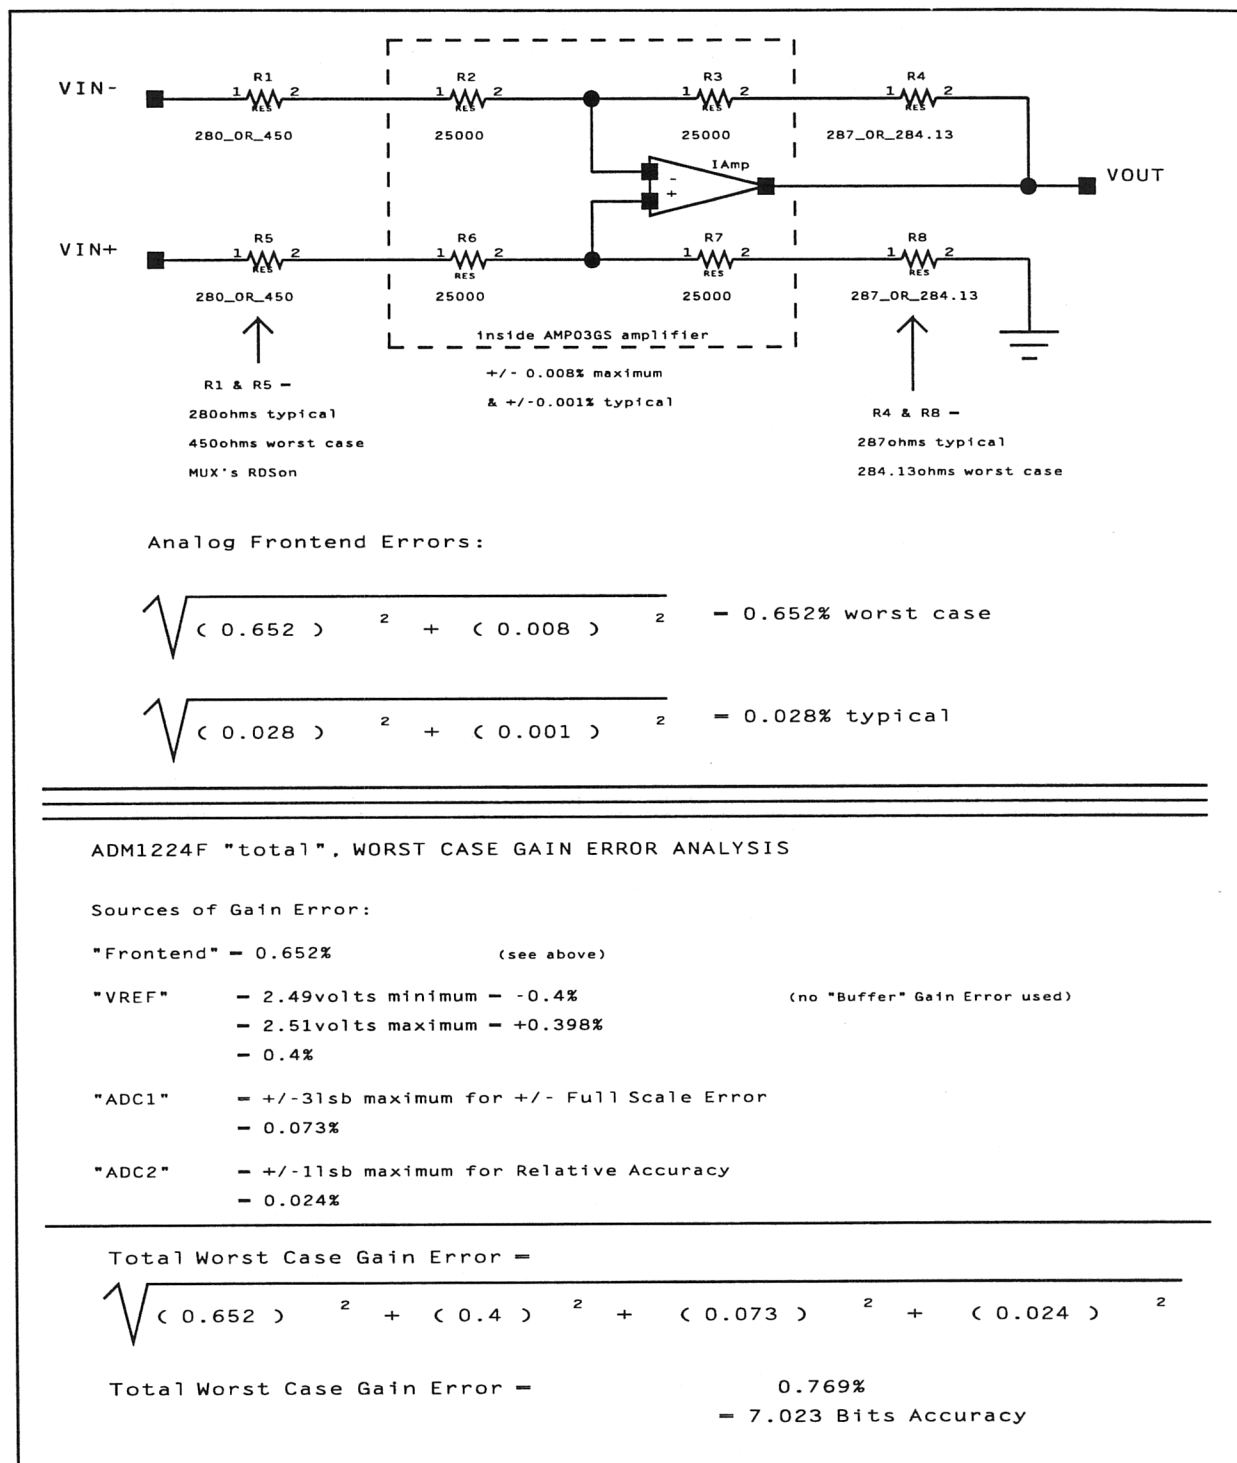 R1 R2 R3 R4
VIN- 1 2 1 2 1 2 1 2
RES RES RES RES
280_OR_450 25000 25000 287_OR_284.13
IAmp
- VOUT
+
R5 R6 R7 R8
VIN+ 1 2 1 2 1 2 1 2
RES RES RES RES
280_OR_450 25000 25000 287_OR_284.13
inside AMP03GS amplifier
+/- 0.008% maximum
& +/-0.001% typical
R1 & R5 =
280ohms typical
450ohms worst case
MUX's RDSon
R4 & R8 =
287ohms typical
284.13ohms worst case
Analog Frontend Errors:
√ ( 0.652 ) 2 + ( 0.008 ) 2 = 0.652% worst case
√ ( 0.028 ) 2 + ( 0.001 ) 2 = 0.028% typical
ADM1224F "total", WORST CASE GAIN ERROR ANALYSIS
Sources of Gain Error:
"Frontend" = 0.652% (see above)
"VREF" = 2.49volts minimum = -0.4% (no "Buffer" Gain Error used)
= 2.51volts maximum = +0.398%
= 0.4%
"ADC1" = +/-3lsb maximum for +/- Full Scale Error
= 0.073%
"ADC2" = +/-1lsb maximum for Relative Accuracy
= 0.024%
Total Worst Case Gain Error =
√ ( 0.652 ) 2 + ( 0.4 ) 2 + ( 0.073 ) 2 + ( 0.024 ) 2
Total Worst Case Gain Error = 0.769%
= 7.023 Bits Accuracy